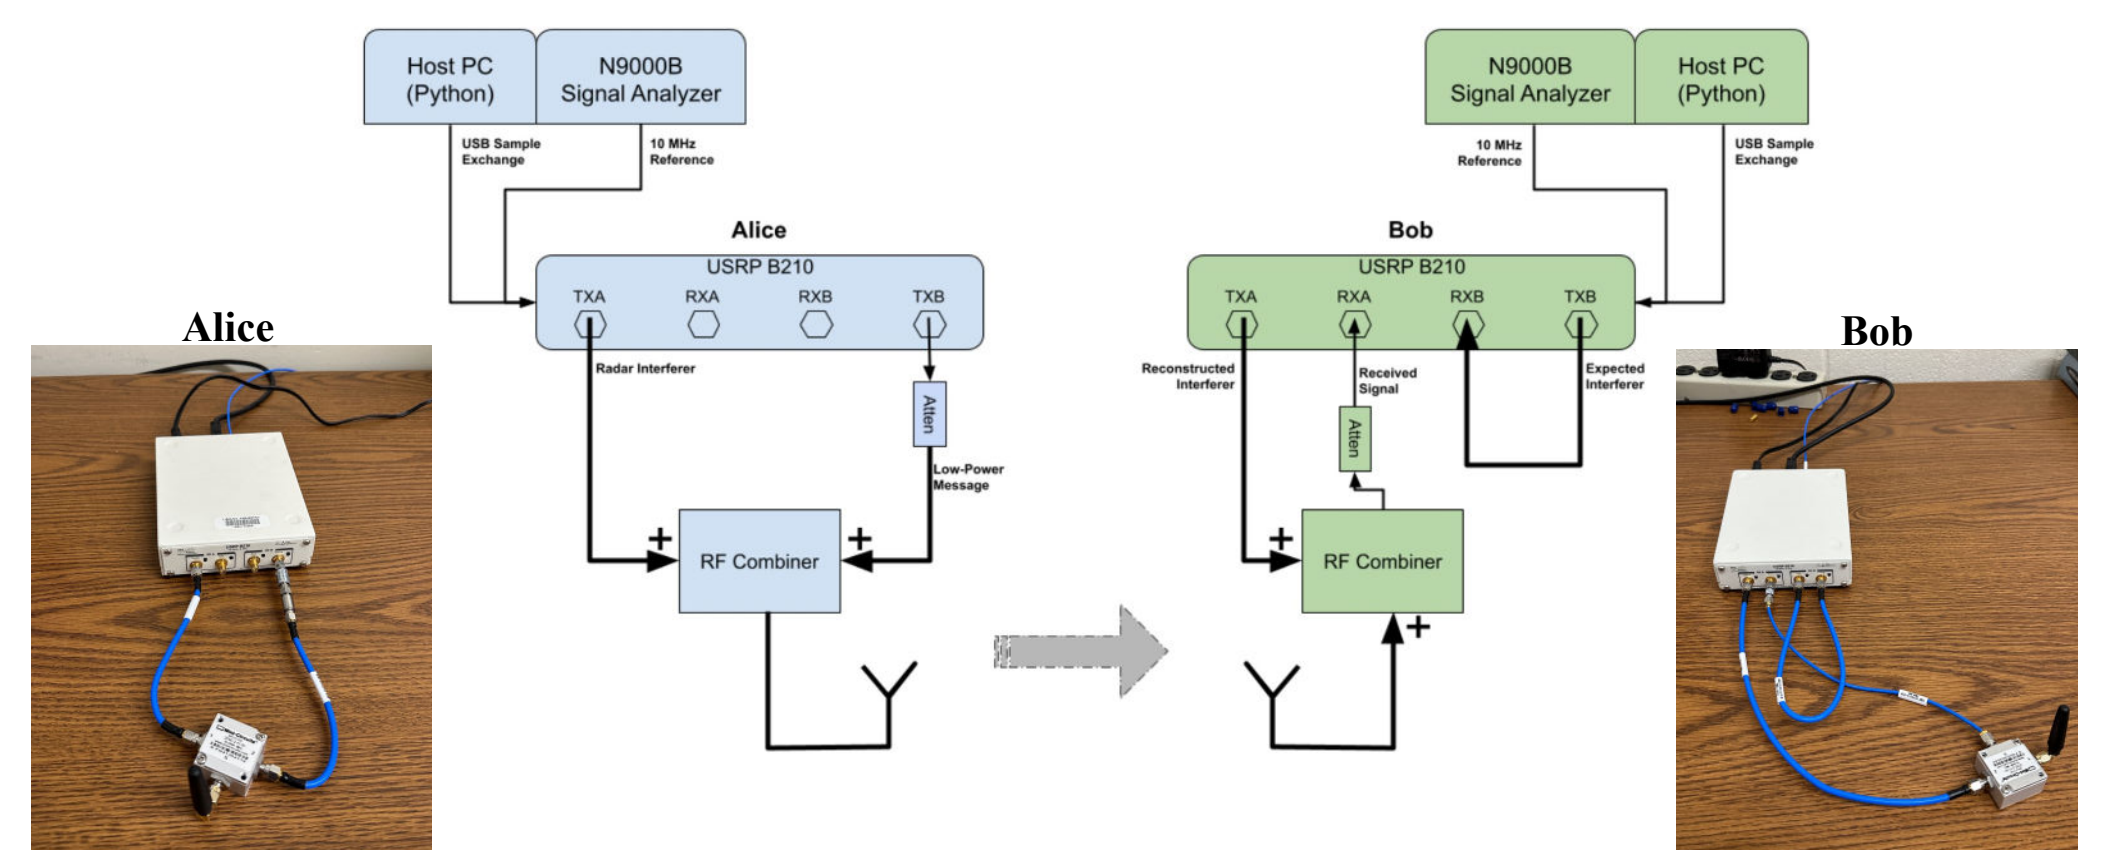 Host PC
(Python)
N9000B
Signal Analyzer
USB Sample
Exchange
10 MHz
Reference
Alice
USRP B210
TXA
RXA
RXB
TXB
Radar Interferer
Atten
Low-Power
Message
+
+
RF Combiner
Alice
N9000B
Signal Analyzer
Host PC
(Python)
10 MHz
Reference
USB Sample
Exchange
Bob
USRP B210
TXA
RXA
RXB
TXB
Reconstructed
Interferer
Received
Signal
Expected
Interferer
Atten
+
RF Combiner
+
Bob